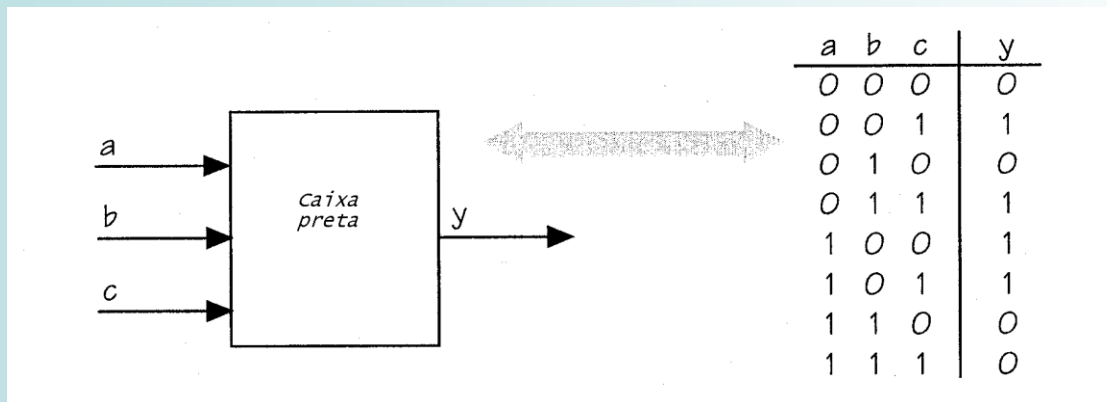 a
b
c
Caixa
preta
y
a b c y
0 0 0 0
0 0 1 1
0 1 0 0
0 1 1 1
1 0 0 1
1 0 1 1
1 1 0 0
1 1 1 0